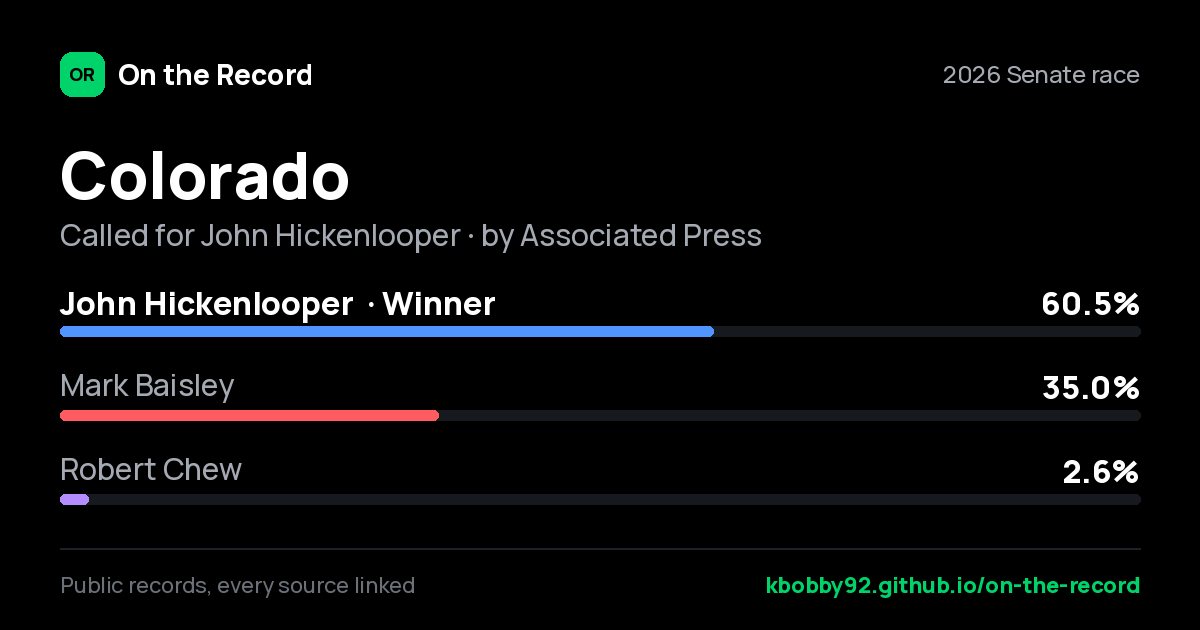 OR On the Record
2026 Senate race
Colorado
Called for John Hickenlooper · by Associated Press
John Hickenlooper · Winner
60.5%
Mark Baisley
35.0%
Robert Chew
2.6%
Public records, every source linked
kbobby92.github.io/on-the-record